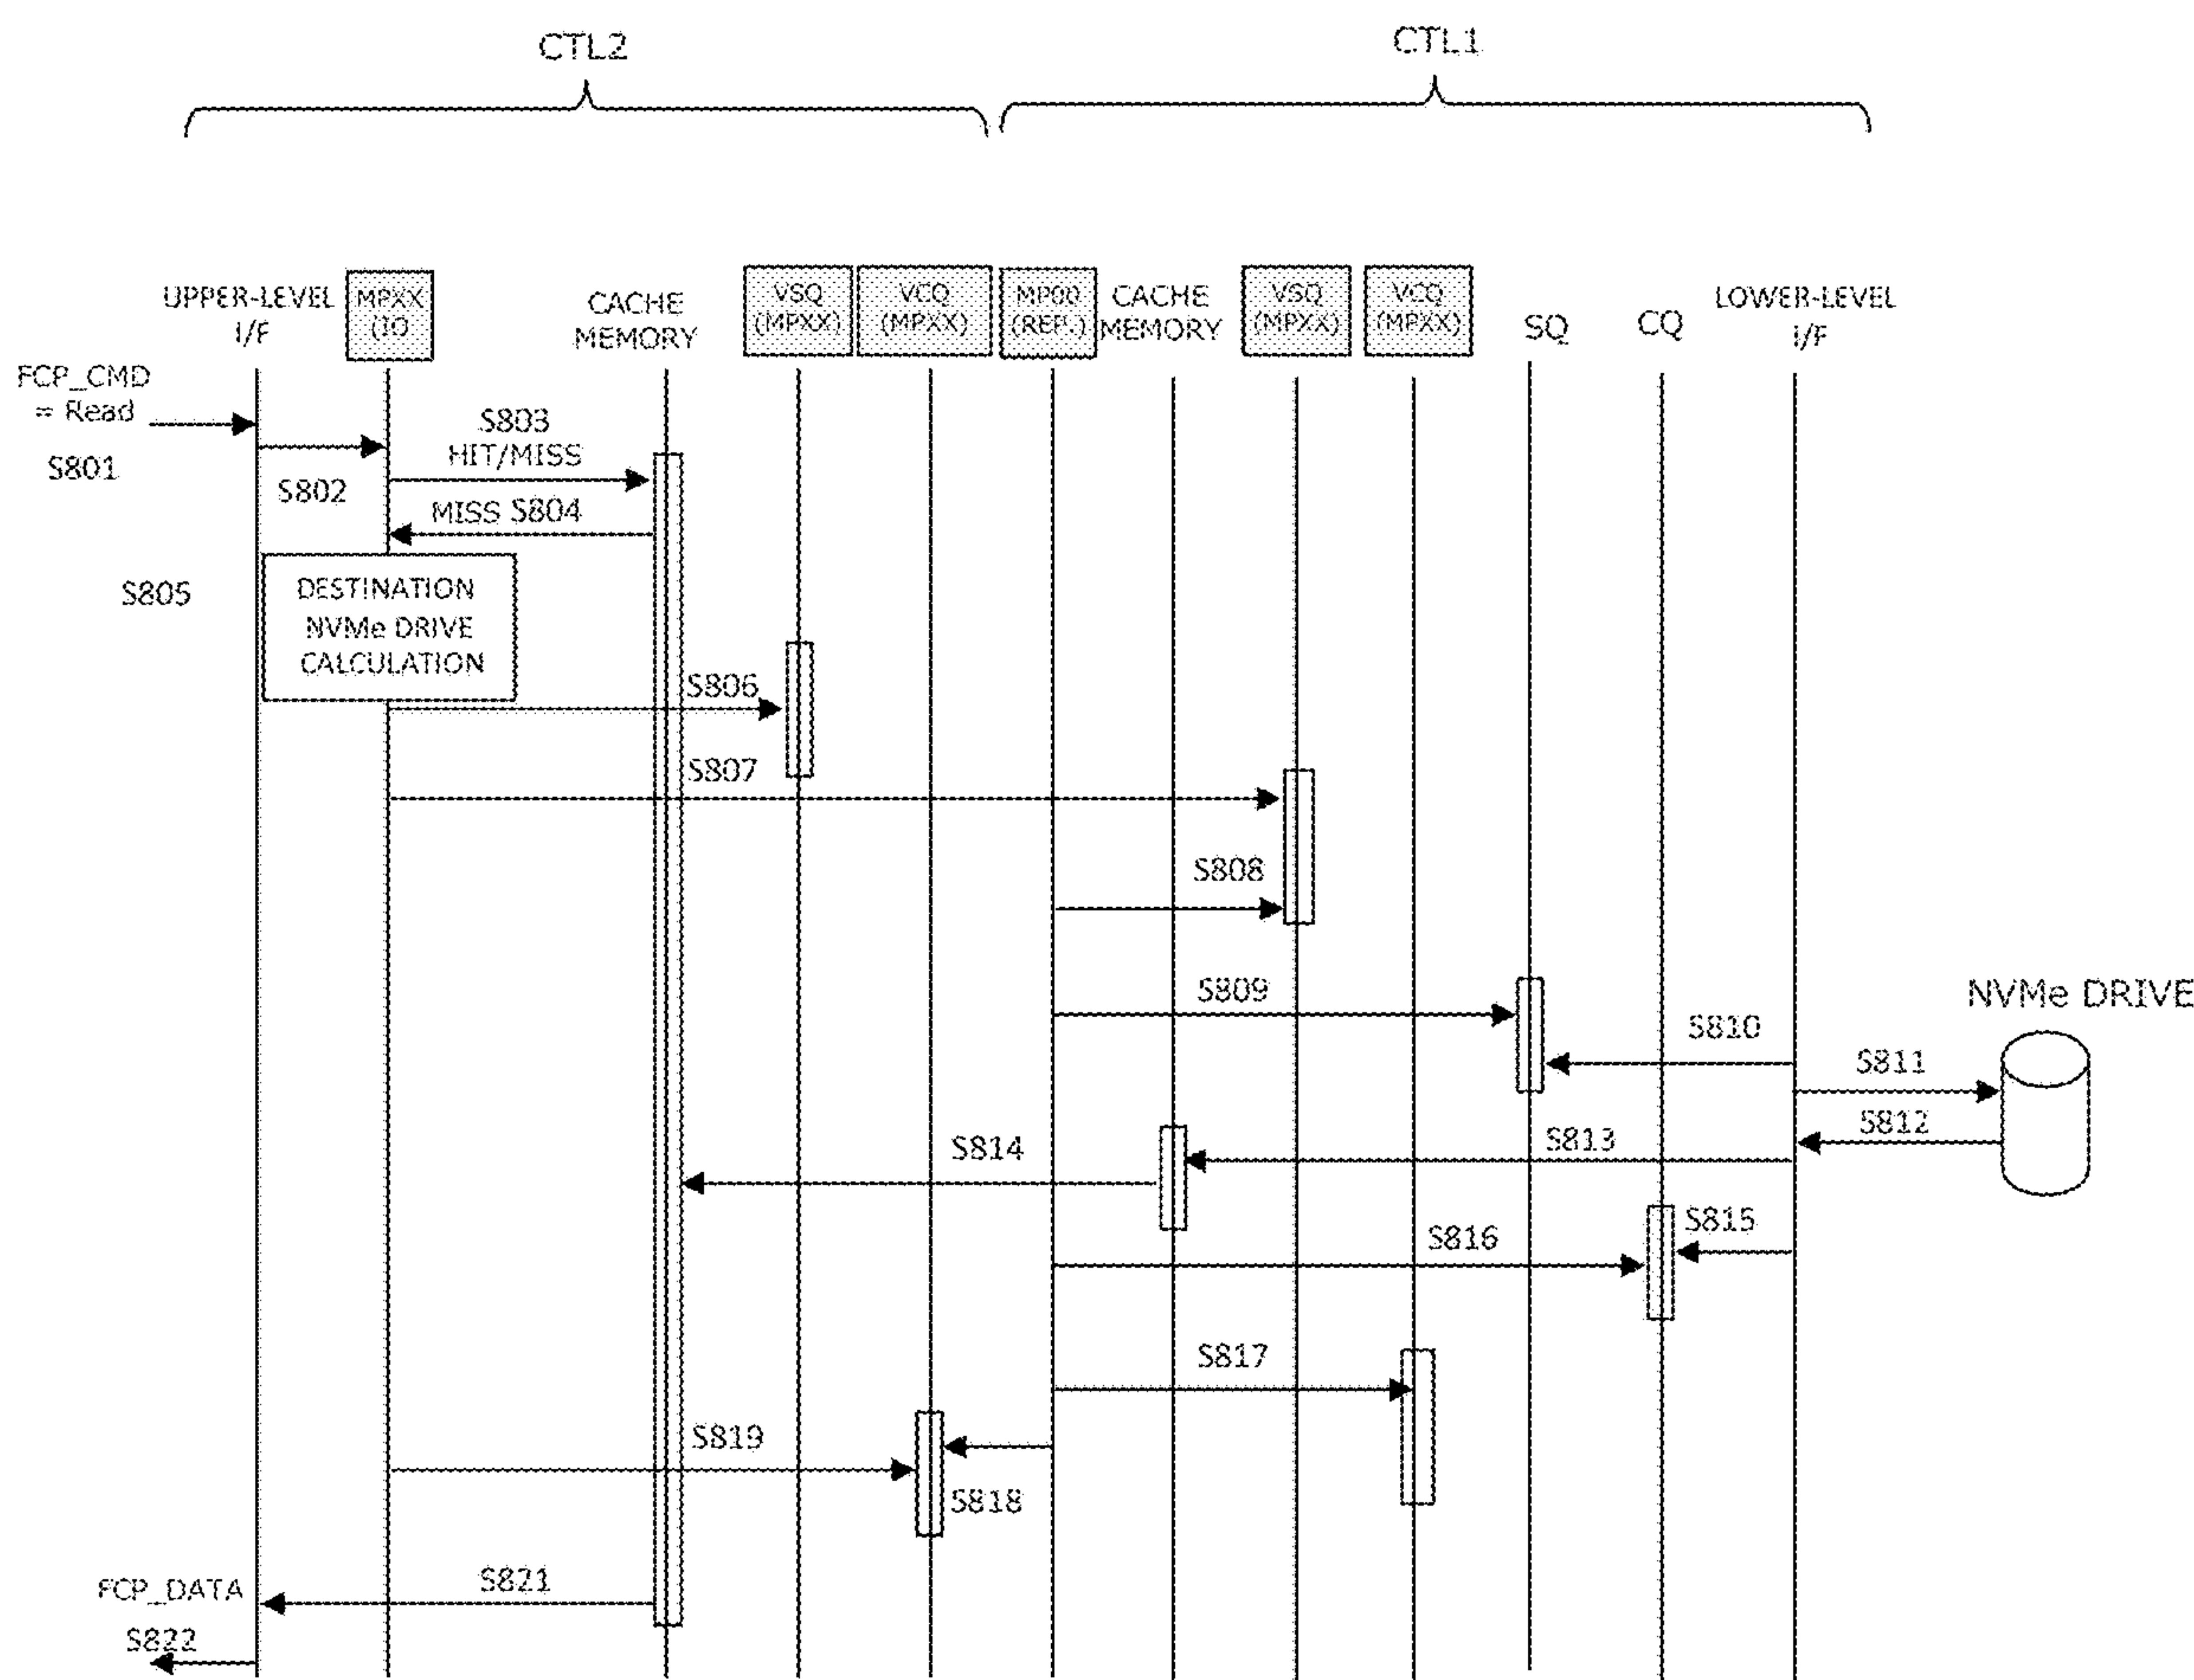 CTL2
CTL1
UPPER-LEVEL
I/F
MPXX
(IO
CACHE
MEMORY
VSQ
(MPXX)
VCQ
(MPXX)
MP00
(REP.)
CACHE
MEMORY
VSQ
(MPXX)
VCQ
(MPXX)
SQ
CQ
LOWER-LEVEL
I/F
FCP_CMD
= Read
S801
S802
S803
HIT/MISS
MISS S804
S805
DESTINATION
NVMe DRIVE
CALCULATION
S806
S807
S808
S809
NVMe DRIVE
S810
S811
S812
S813
S814
S815
S816
S817
S819
S818
S821
FCP_DATA
S822